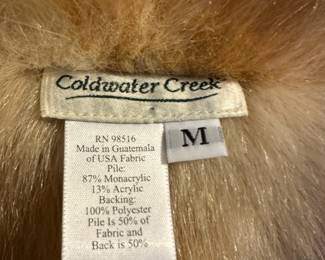 Coldwater Creek
M
RN 98516
Made in Guatemala
of USA Fabric
Pile:
87% Monacrylic
13% Acrylic
Backing:
100% Polyester
Pile Is 50% of
Fabric and
Back is 50%